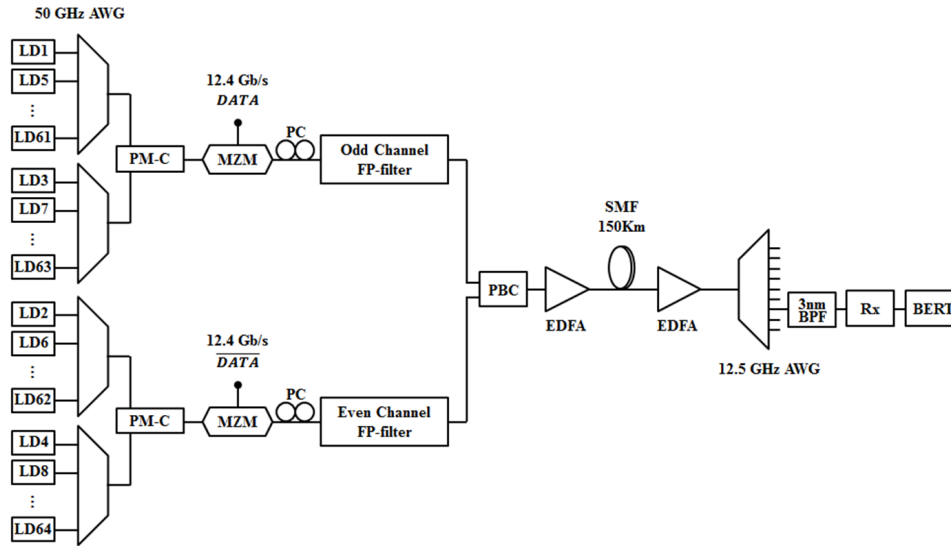 50 GHz AWG
LD1
LD5
...
LD61
LD3
LD7
...
LD63
PM-C
12.4 Gb/s
DATA
MZM
PC
Odd Channel
FP-filter
LD2
LD6
...
LD62
LD4
LD8
...
LD64
PM-C
12.4 Gb/s
D̅A̅T̅A̅
MZM
PC
Even Channel
FP-filter
PBC
EDFA
SMF
150Km
EDFA
12.5 GHz AWG
3nm
BPF
Rx
BERT